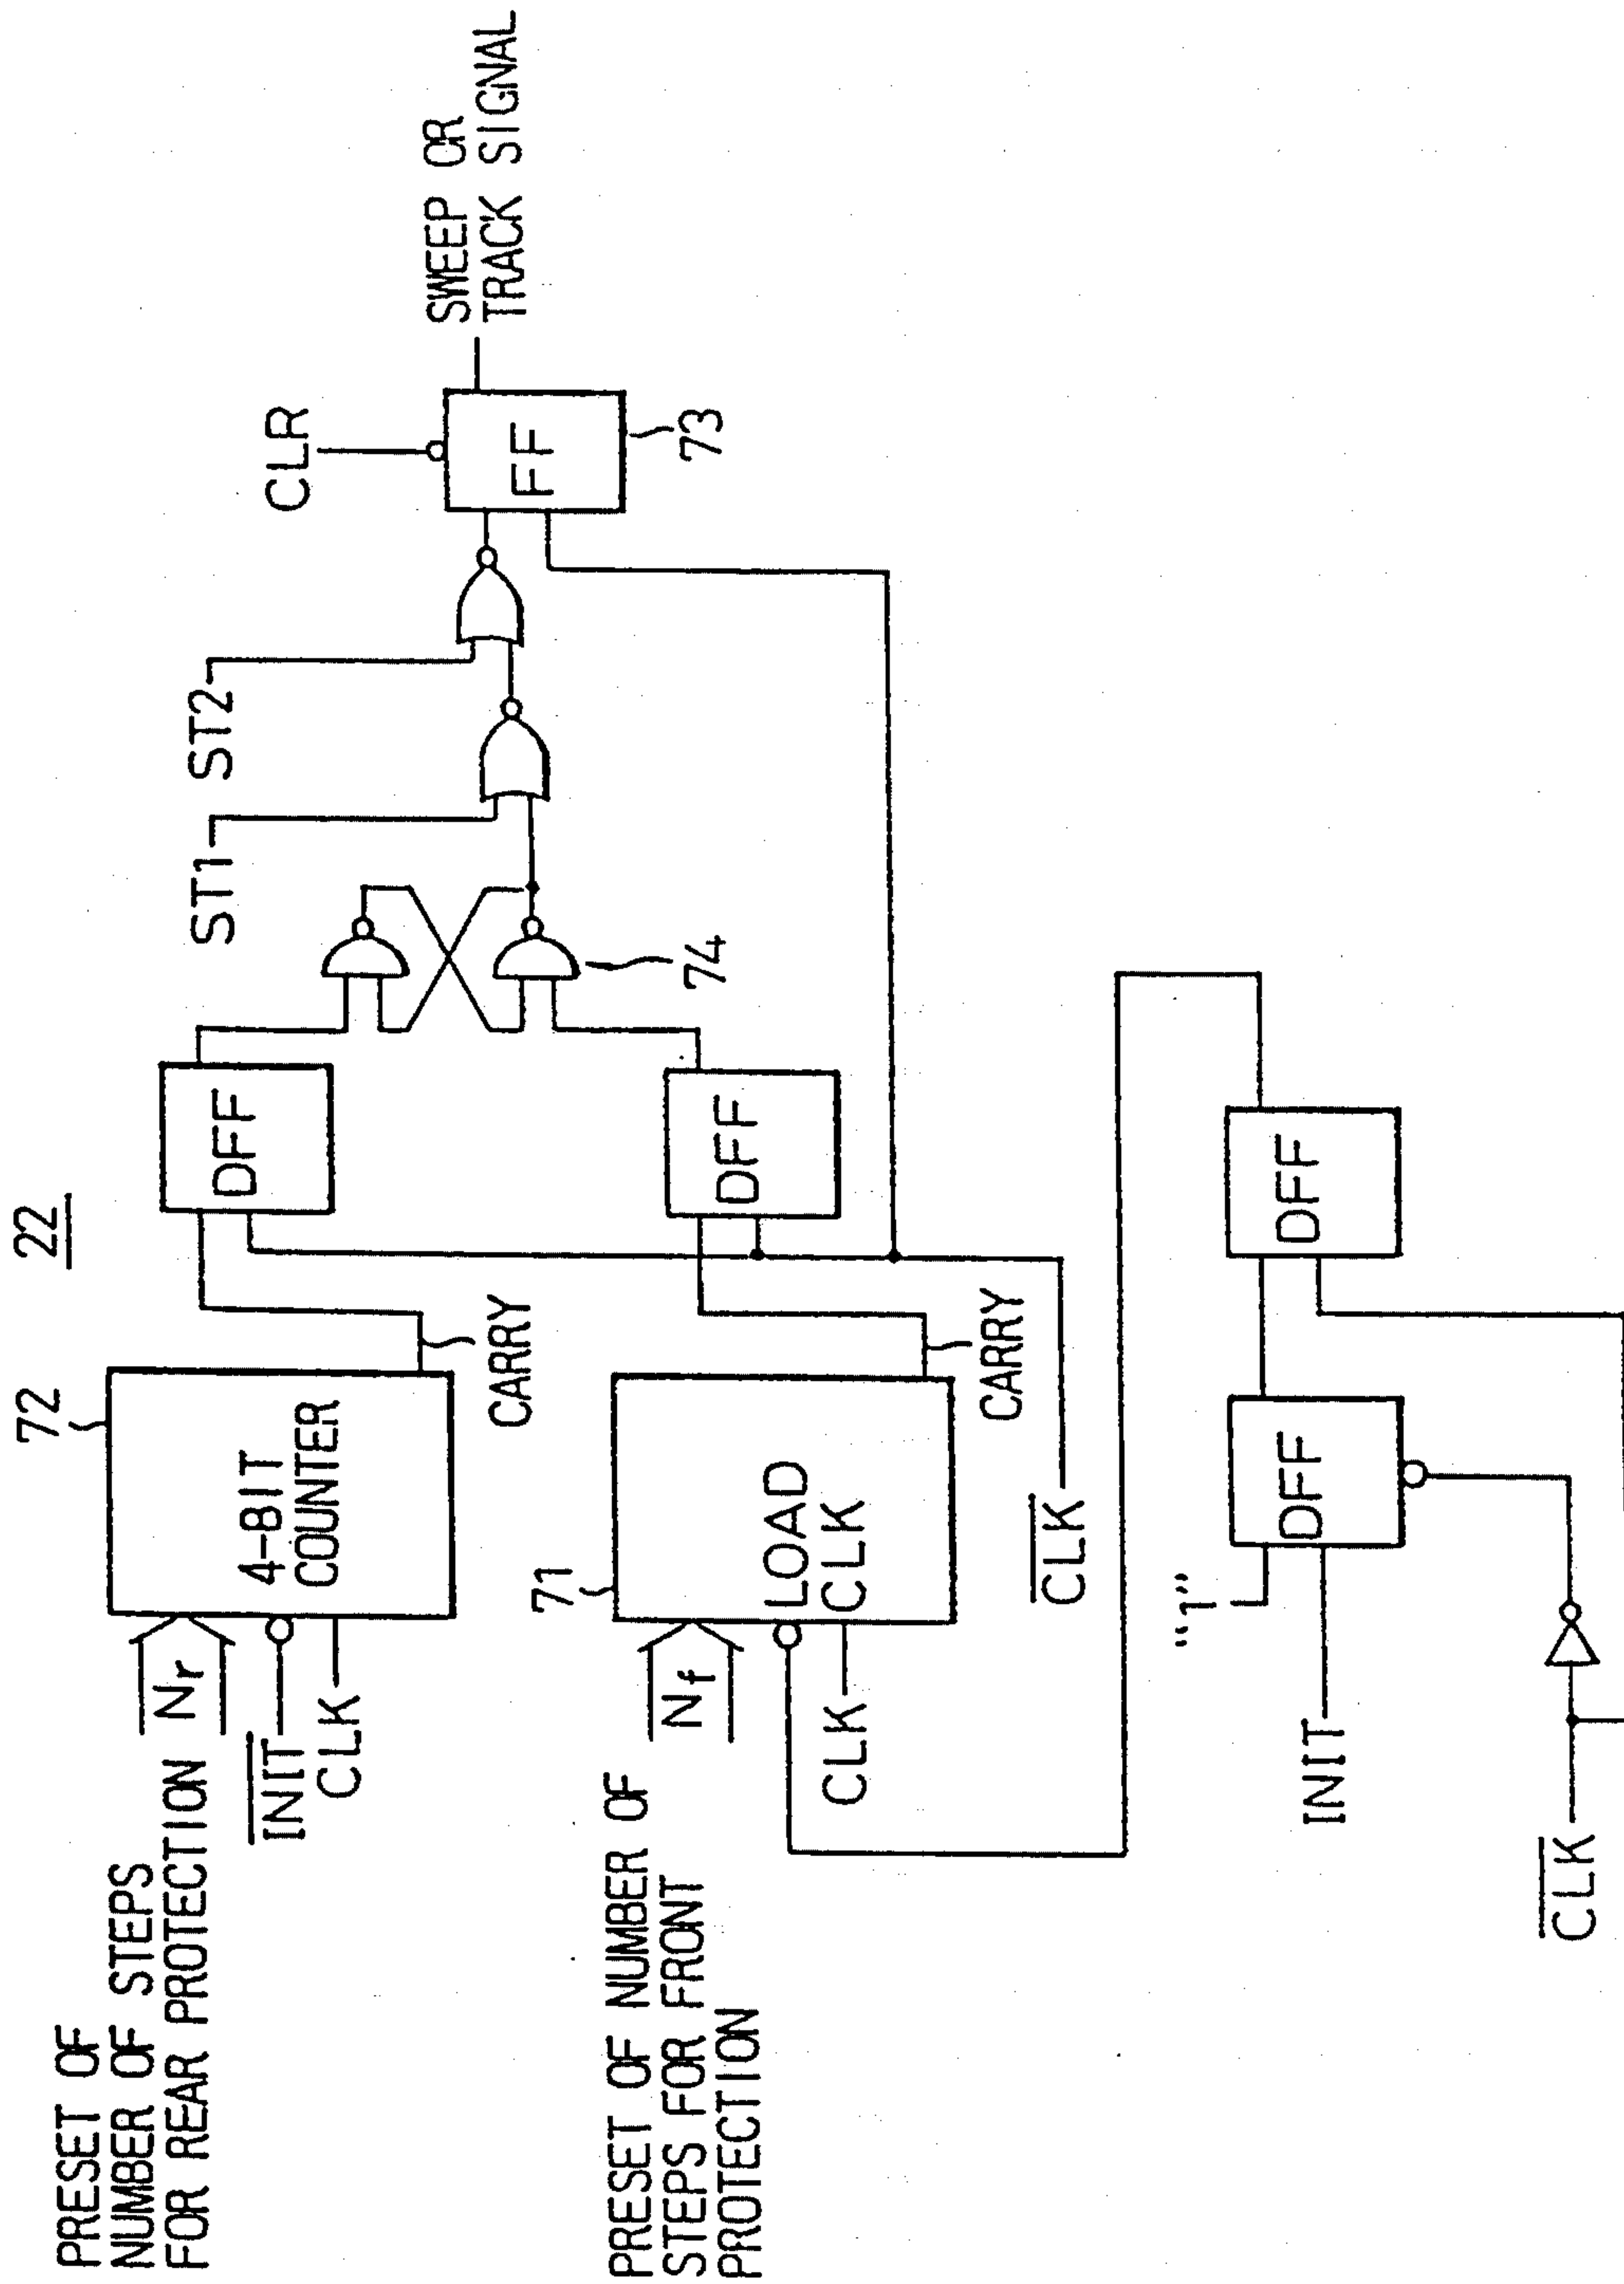 22
PRESET OF
NUMBER OF STEPS
FOR REAR PROTECTION
Nr
INIT
CLK
72
4-BIT
COUNTER
CARRY
DFF
ST1
ST2
CLR
FF
73
SWEEP OR
TRACK SIGNAL
74
PRESET OF NUMBER OF
STEPS FOR FRONT
PROTECTION
Nf
CLK
71
LOAD
CLK
CARRY
DFF
CLK
"1"
INIT
DFF
DFF
CLK